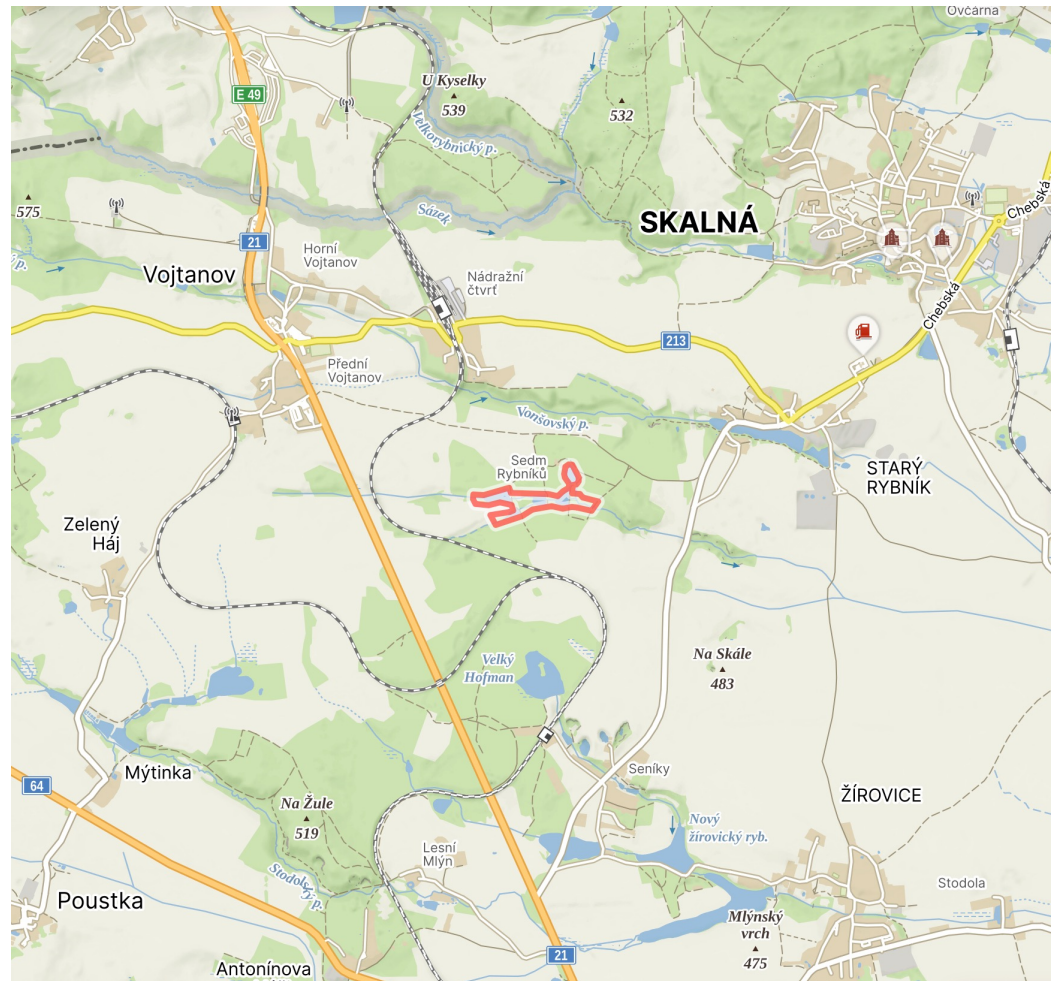 Ovčárna
U Kyselky
539
532
E 49
Velkorybnický p.
575
Sázek
SKALNÁ
Chebská
21
Horní
Vojtanov
Vojtanov
Nádražní
čtvrť
p.
Chebská
213
Přední
Vojtanov
Vonšovský p.
Sedm
Rybníků
STARÝ
RYBNÍK
Zelený
Háj
Na Skále
483
Velký
Hofman
Mýtinka
Seníky
64
Na Žule
519
ŽÍROVICE
Nový
žírovický ryb.
Lesní
Mlýn
Stodolský p.
Stodola
Poustka
Mlýnský
vrch
475
21
Antonínova